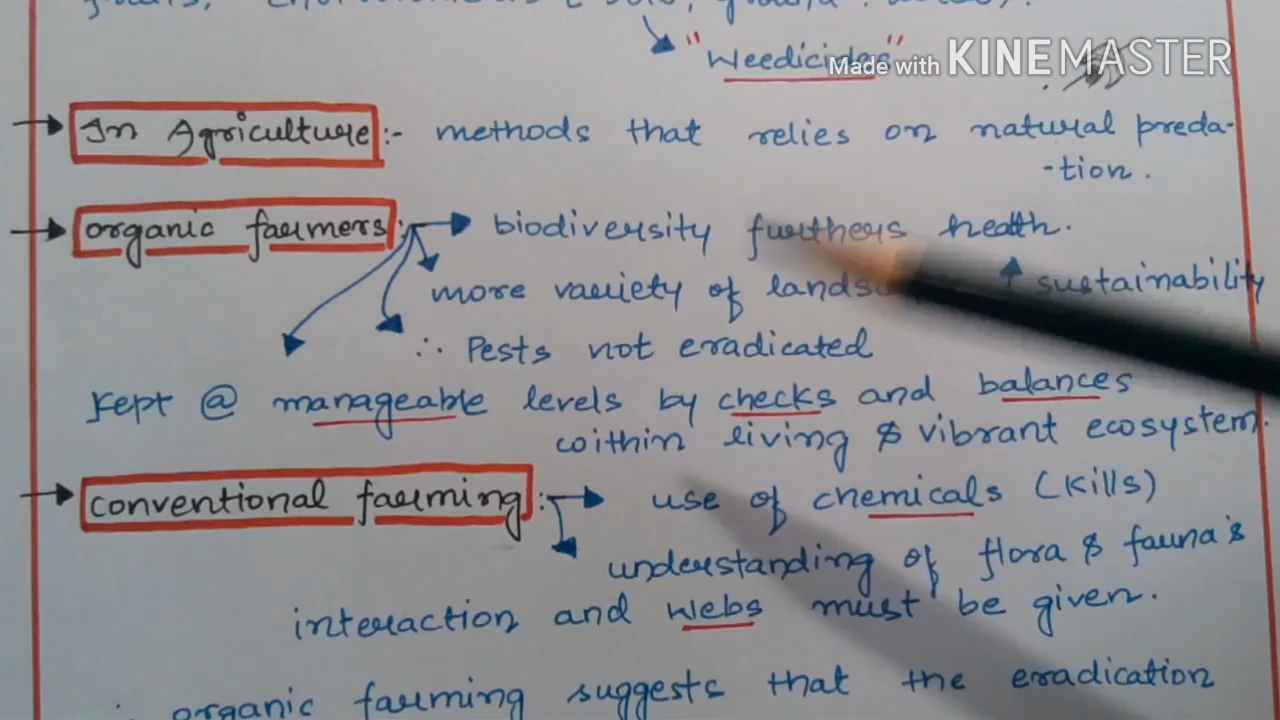 "Weedicides"
Made with KINEMASTER
→ In Agriculture :- methods that relies on natural preda-
-tion.
→ organic farmers : → biodiversity furthers health.
more variety of ↑ sustainability
∴ Pests not eradicated
Kept @ manageable levels by checks and balances
within living & vibrant ecosystem.
→ conventional farming : → use of chemicals (Kills)
understanding of flora & fauna's
interaction and webs must be given.
organic farming suggests that the eradication